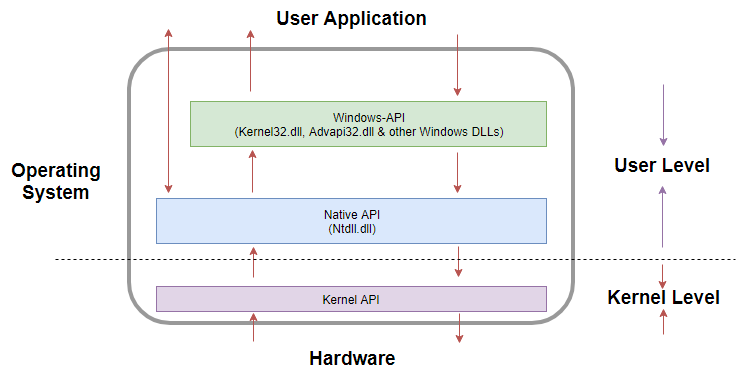 User Application
Windows-API
(Kernel32.dll, Advapi32.dll & other Windows DLLs)
Operating
System
User Level
Native API
(Ntdll.dll)
Kernel API
Kernel Level
Hardware